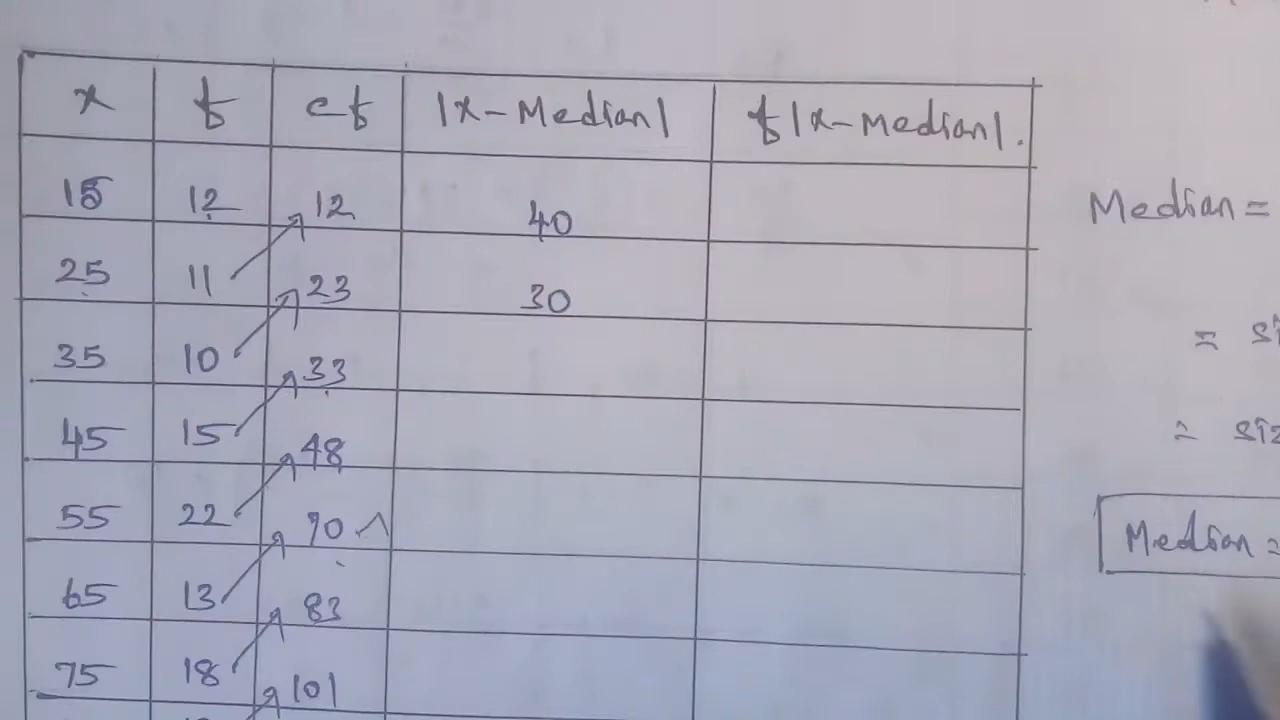 x f cf |x-Median| f|x-Median|.
15 12 12 40
25 11 23 30
35 10 33
45 15 48
55 22 70
65 13 83
75 18 101
Median =
=
=
Median =